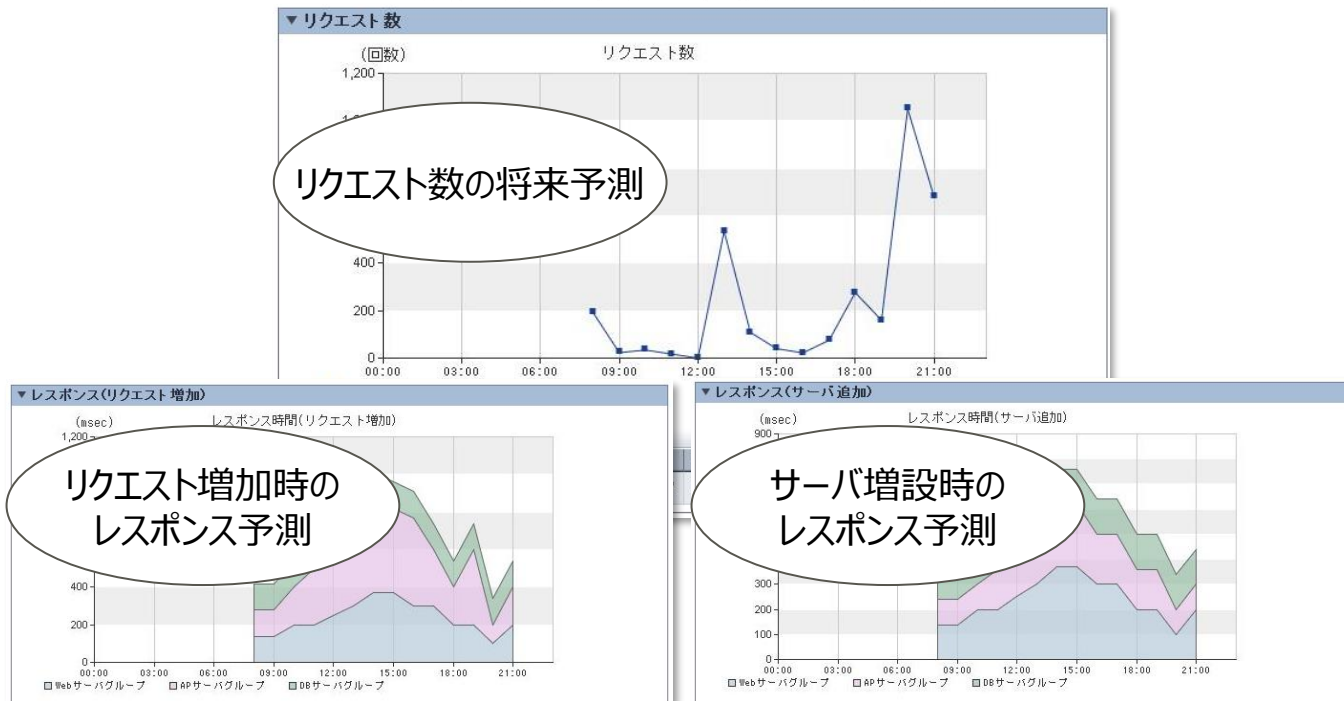 ▼リクエスト数
(回数)
リクエスト数
1,200
リクエスト数の将来予測
400
200
0
00:00 03:00 06:00 09:00 12:00 15:00 18:00 21:00
▼レスポンス(リクエスト増加)
(msec)
レスポンス時間(リクエスト増加)
1,200
リクエスト増加時の
レスポンス予測
400
200
0
00:00 03:00 06:00 09:00 12:00 15:00 18:00 21:00
Webサーバグループ APサーバグループ DBサーバグループ
▼レスポンス(サーバ追加)
(msec)
レスポンス時間(サーバ追加)
900
サーバ増設時の
レスポンス予測
300
200
100
0
00:00 03:00 06:00 09:00 12:00 15:00 18:00 21:00
Webサーバグループ APサーバグループ DBサーバグループ